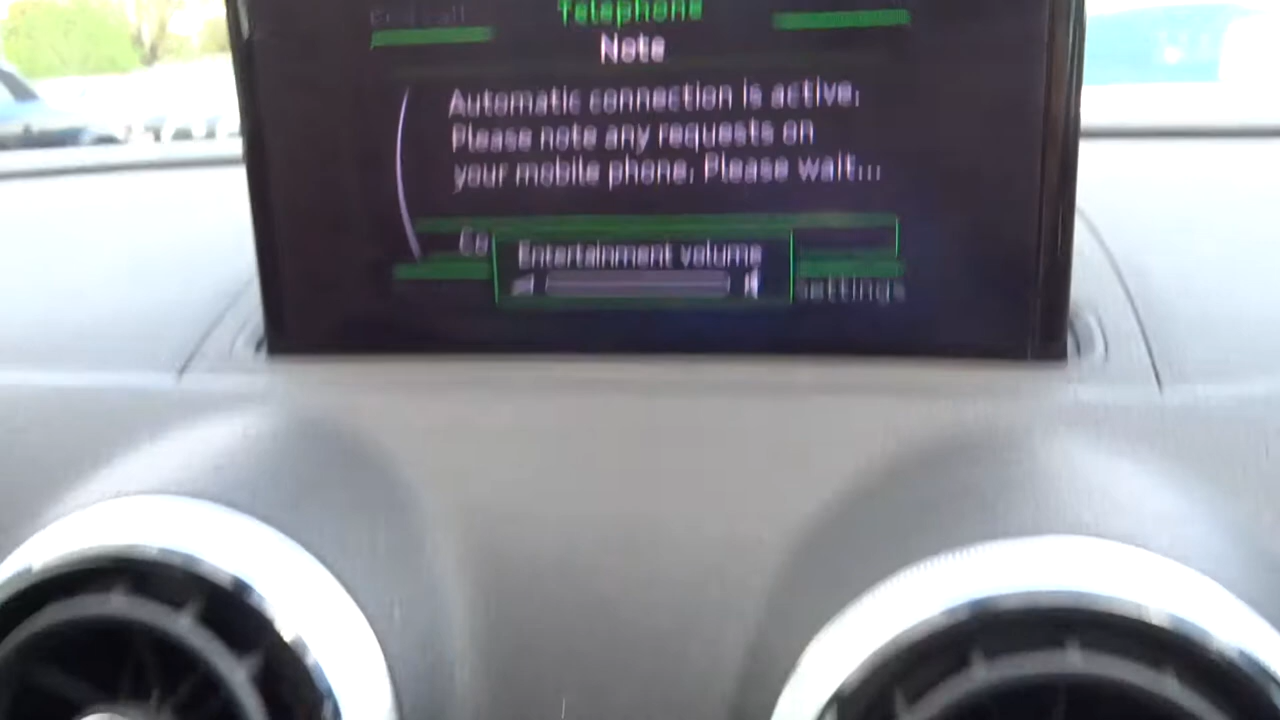 Telephone
Note
Automatic connection is active.
Please note any requests on
your mobile phone. Please wait...
Entertainment volume
settings